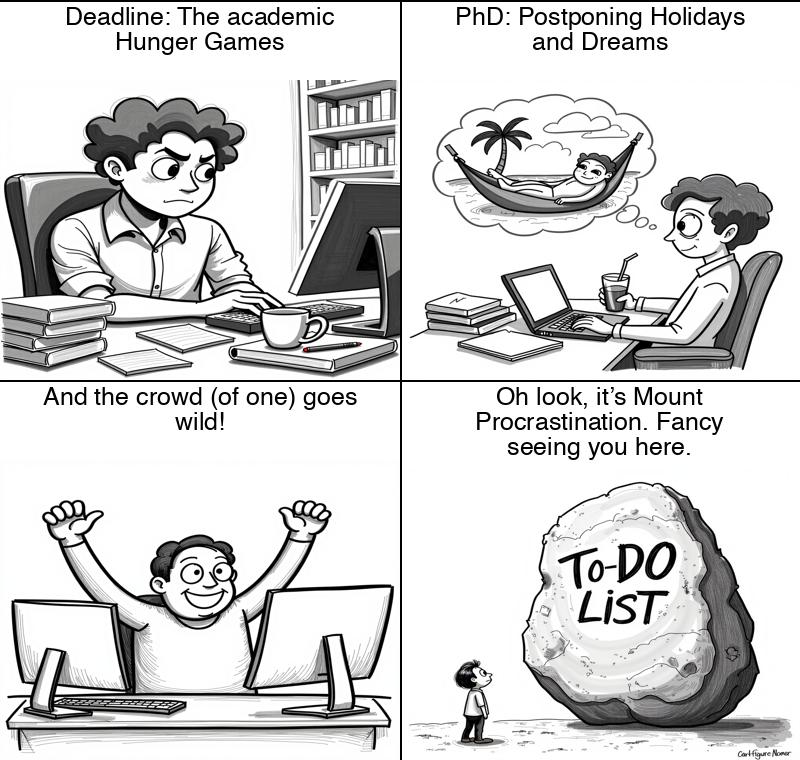 Deadline: The academic
Hunger Games
PhD: Postponing Holidays
and Dreams
And the crowd (of one) goes
wild!
Oh look, it’s Mount
Procrastination. Fancy
seeing you here.
To-DO
LiST